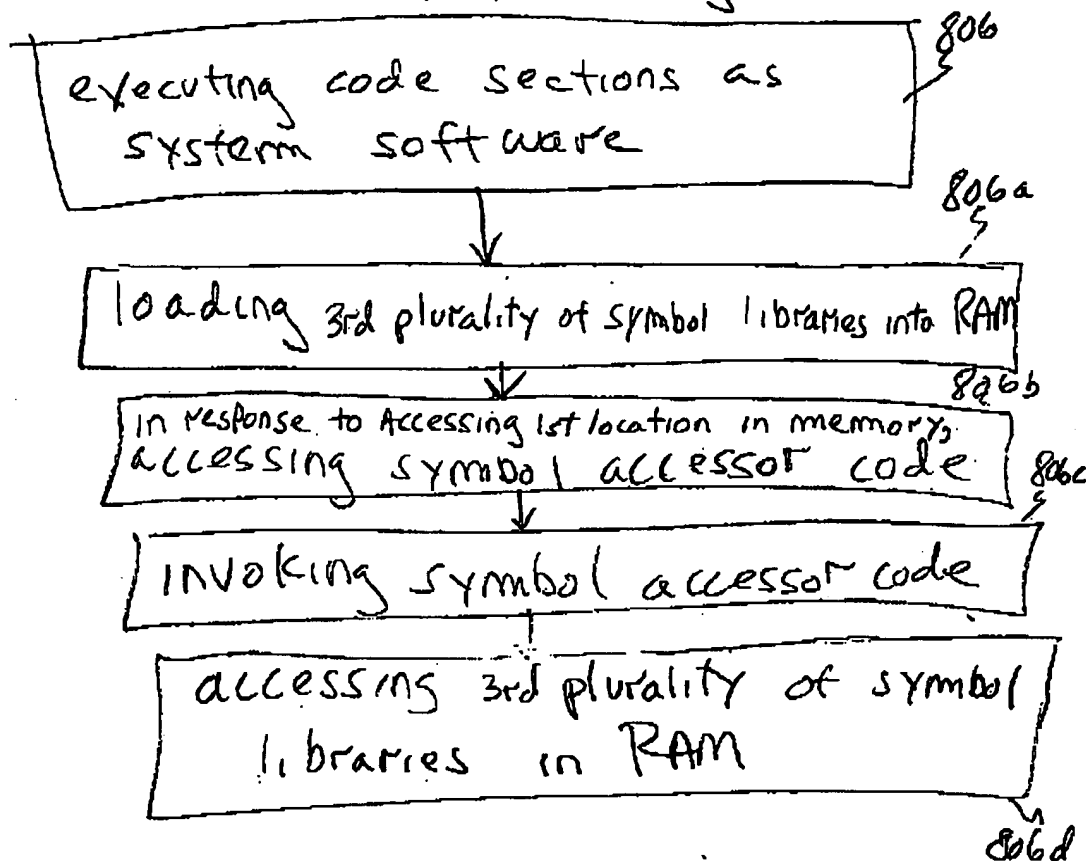 806
executing code sections as
systerm software
806a
loading 3rd plurality of symbol libraries into RAM
806b
in response to Accessing 1st location in memory,
accessing symbol accessor code
806c
invoking symbol accessor code
accessing 3rd plurality of symbol
libraries in RAM
806d